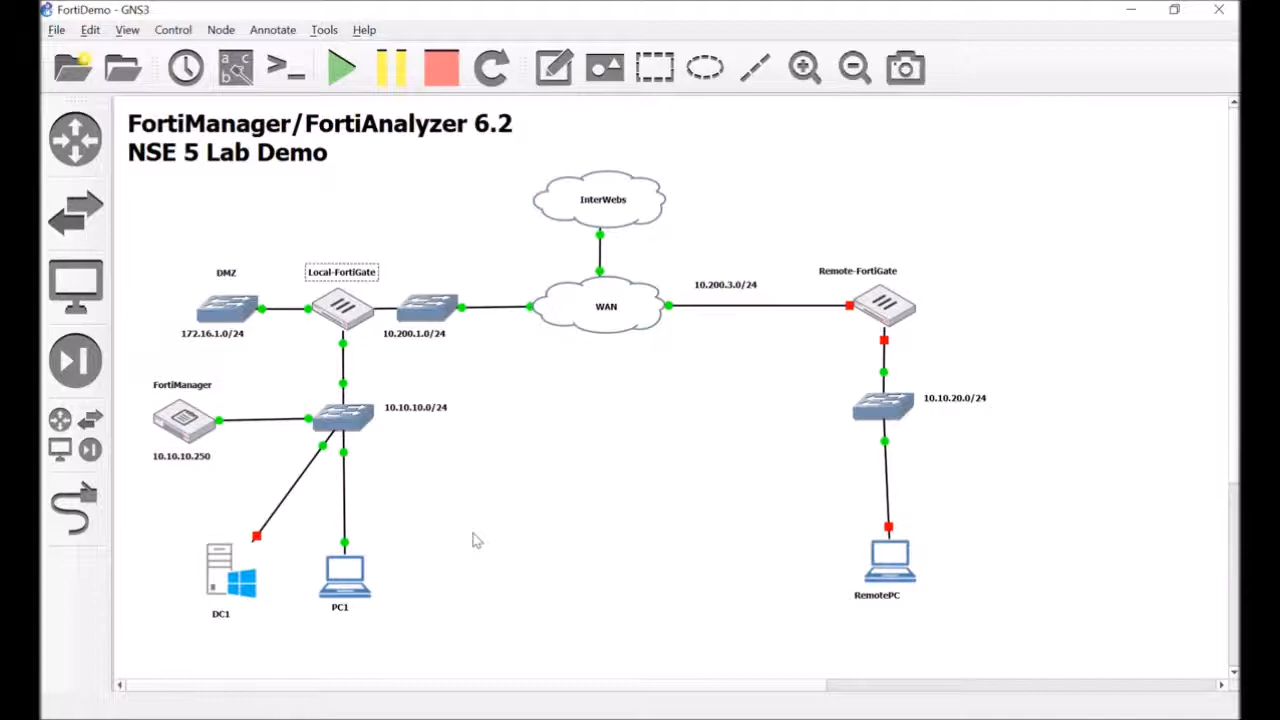 FortiDemo - GNS3
File Edit View Control Node Annotate Tools Help
FortiManager/FortiAnalyzer 6.2
NSE 5 Lab Demo
InterWebs
DMZ
Local-FortiGate
Remote-FortiGate
10.200.3.0/24
WAN
172.16.1.0/24
10.200.1.0/24
FortiManager
10.10.10.0/24
10.10.20.0/24
10.10.10.250
DC1
PC1
RemotePC